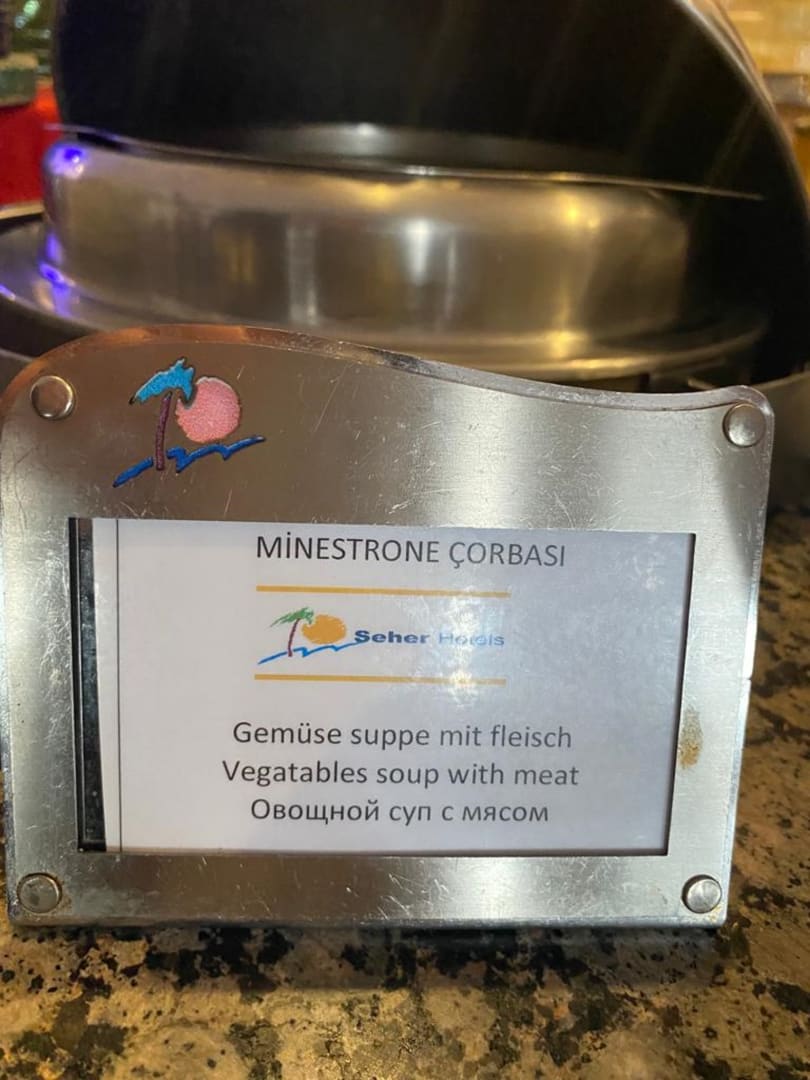 MİNESTRONE ÇORBASI
Seher Hotels
Gemüse suppe mit fleisch
Vegatables soup with meat
Овощной суп с мясом